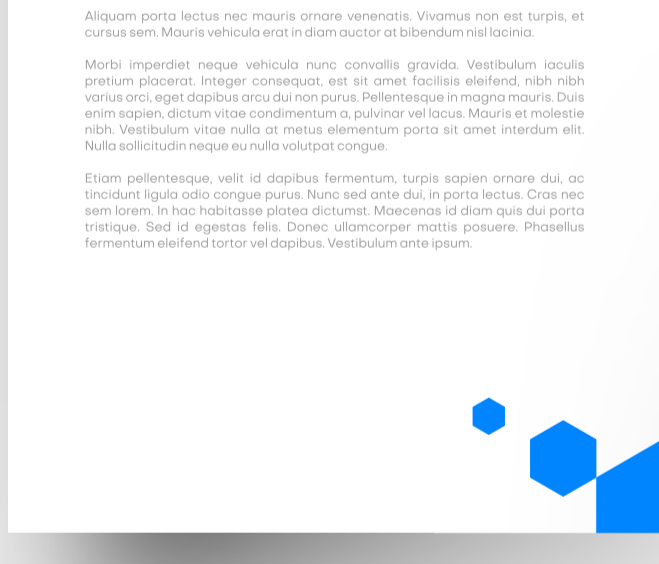 Aliquam porta lectus nec mauris ornare venenatis. Vivamus non est turpis, et
cursus sem. Mauris vehicula erat in diam auctor at bibendum nisl lacinia.
Morbi imperdiet neque vehicula nunc convallis gravida. Vestibulum iaculis
pretium placerat. Integer consequat, est sit amet facilisis eleifend, nibh nibh
varius orci, eget dapibus arcu dui non purus. Pellentesque in magna mauris. Duis
enim sapien, dictum vitae condimentum a, pulvinar vel lacus. Mauris et molestie
nibh. Vestibulum vitae nulla at metus elementum porta sit amet interdum elit.
Nulla sollicitudin neque eu nulla volutpat congue.
Etiam pellentesque, velit id dapibus fermentum, turpis sapien ornare dui, ac
tincidunt ligula odio congue purus. Nunc sed ante dui, in porta lectus. Cras nec
sem lorem. In hac habitasse platea dictumst. Maecenas id diam quis dui porta
tristique. Sed id egestas felis. Donec ullamcorper mattis posuere. Phasellus
fermentum eleifend tortor vel dapibus. Vestibulum ante ipsum.